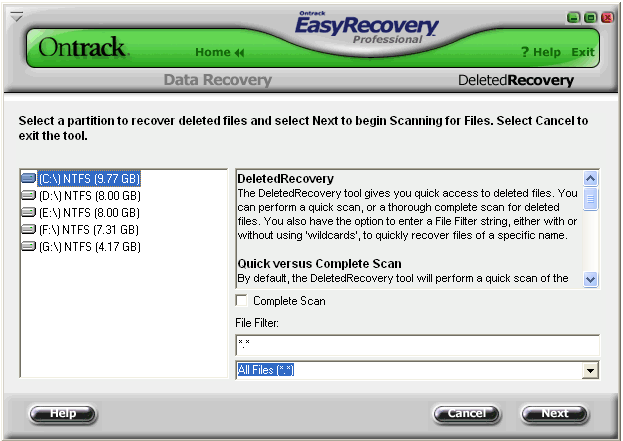 Ontrack
EasyRecovery
Professional
Ontrack
Home
? Help Exit
Data Recovery
DeletedRecovery
Select a partition to recover deleted files and select Next to begin Scanning for Files. Select Cancel to
exit the tool.
(C:\) NTFS (9.77 GB)
(D:\) NTFS (8.00 GB)
(E:\) NTFS (8.00 GB)
(F:\) NTFS (7.31 GB)
(G:\) NTFS (4.17 GB)
DeletedRecovery
The DeletedRecovery tool gives you quick access to deleted files. You
can perform a quick scan, or a thorough complete scan for deleted
files. You also have the option to enter a File Filter string, either with or
without using 'wildcards', to quickly recover files of a specific name.
Quick versus Complete Scan
By default, the DeletedRecovery tool will perform a quick scan of the
Complete Scan
File Filter:
*.*
All Files (*.*)
Help
Cancel
Next